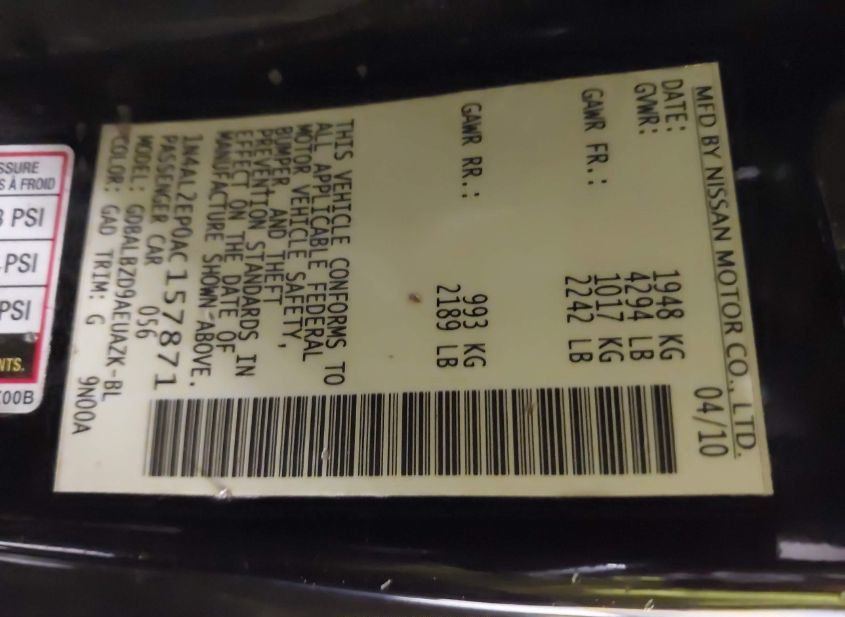 MFD BY NISSAN MOTOR CO., LTD.
DATE: 04/10
GVWR: 1948 KG
4294 LB
GAWR FR.: 1017 KG
2242 LB
GAWR RR.: 993 KG
2189 LB
THIS VEHICLE CONFORMS TO
ALL APPLICABLE FEDERAL
MOTOR VEHICLE SAFETY,
BUMPER, AND THEFT
PREVENTION STANDARDS IN
EFFECT ON THE DATE OF
MANUFACTURE SHOWN ABOVE.
1N4AL2EP0AC157871
PASSENGER CAR 056
MODEL: GDBALBZD9AEUAZK-BL
COLOR: GAD TRIM: G 9N00A
SSURE
S À FROID
PSI
PSI
PSI
NTS.
00B